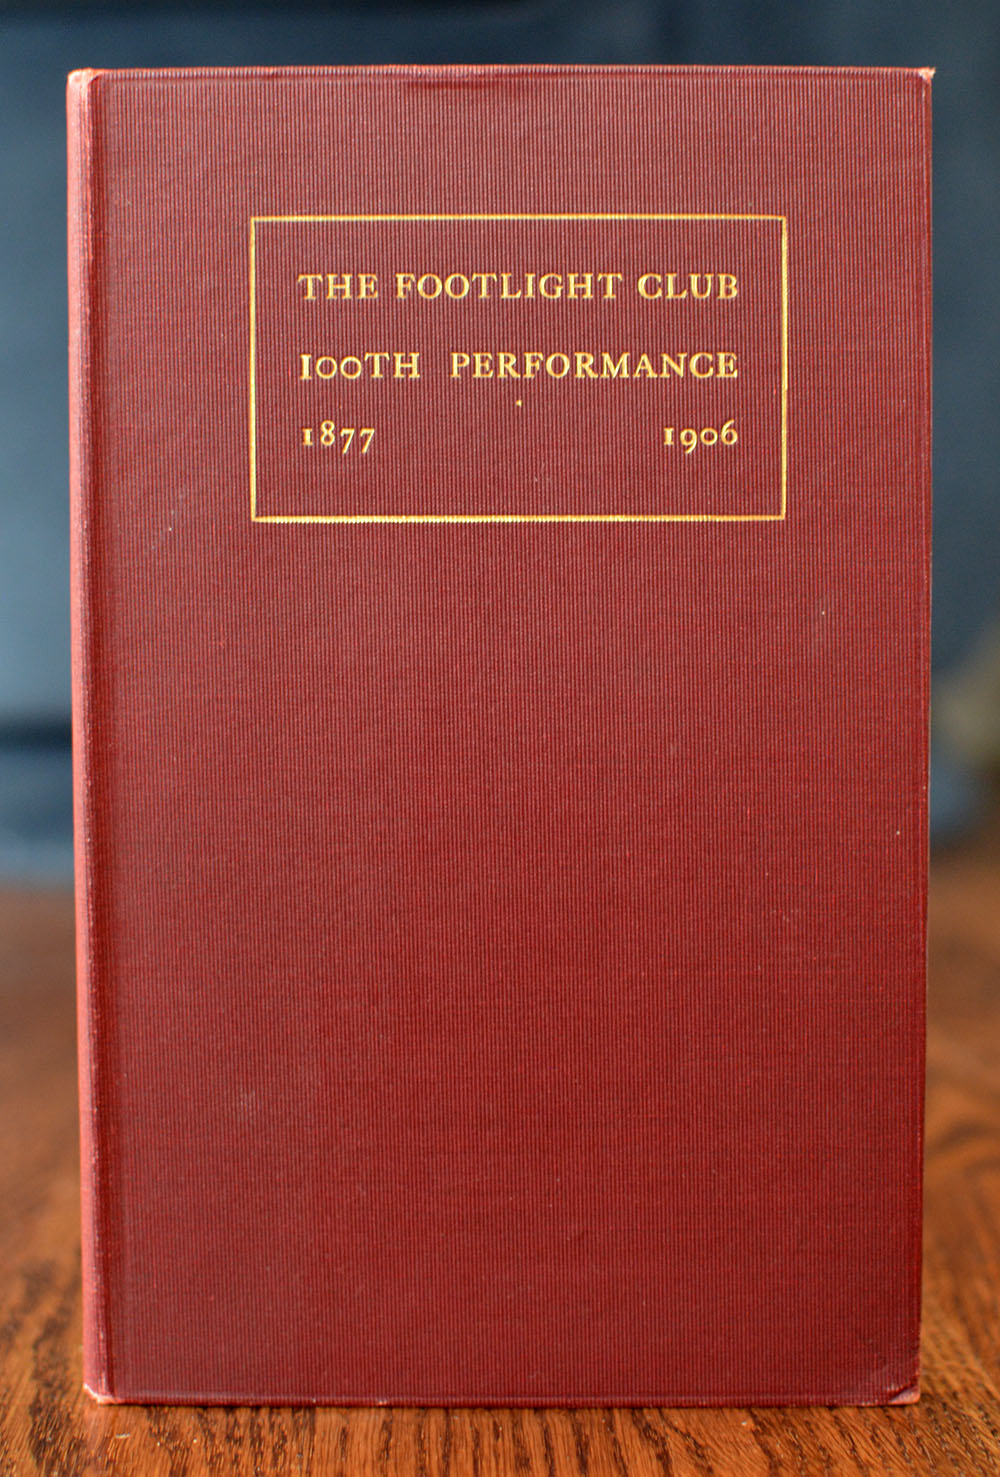 THE FOOTLIGHT CLUB
100TH PERFORMANCE
1877 1906